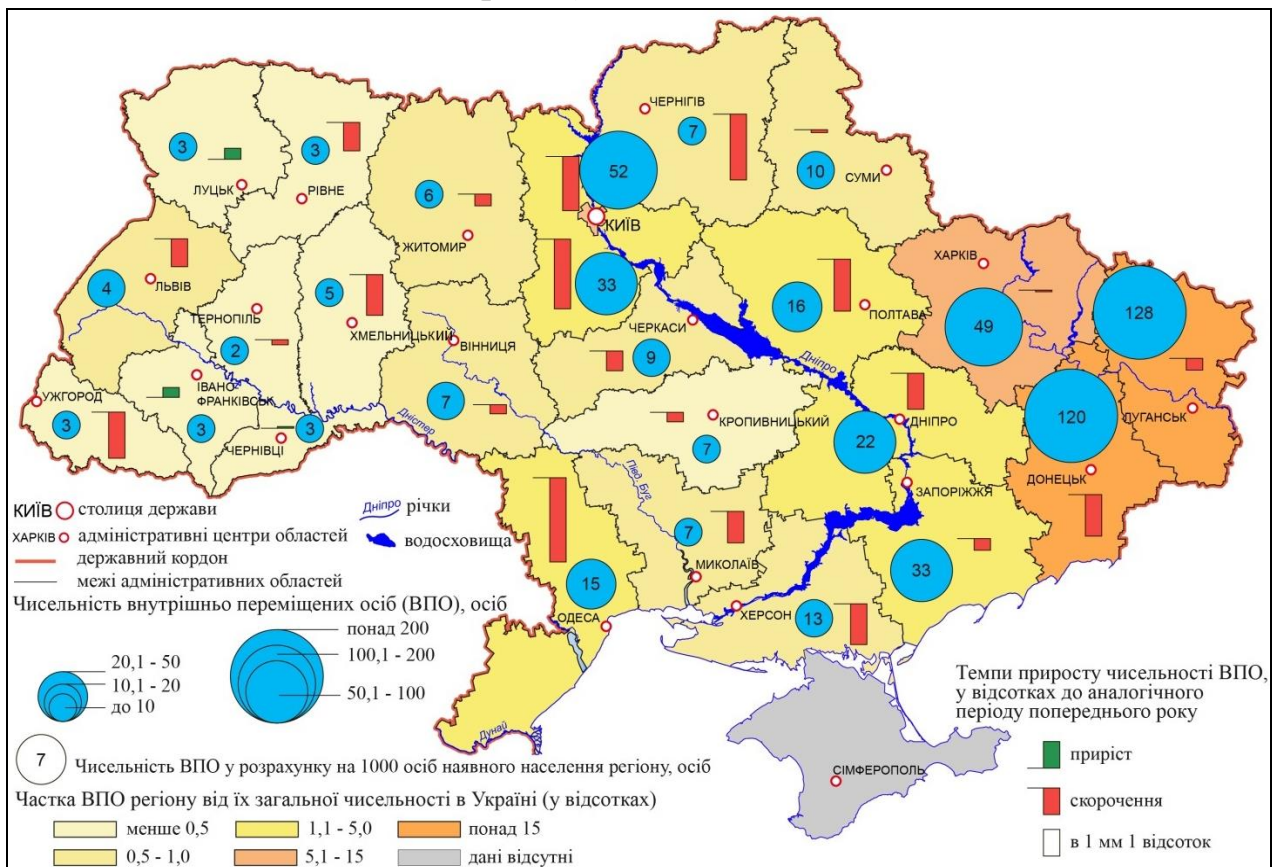 ЧЕРНІГІВ
7
3
3
52
10
СУМИ
6
ЛУЦЬК
РІВНЕ
КИЇВ
ЖИТОМИР
ХАРКІВ
ЛЬВІВ
4
5
33
16
ПОЛТАВА
49
128
ТЕРНОПІЛЬ
ХМЕЛЬНИЦЬКИЙ
ВІННИЦЯ
ЧЕРКАСИ
9
2
Дніпро
УЖГОРОД
ІВАНО-
ФРАНКІВСЬК
7
КРОПИВНИЦЬКИЙ
ДНІПРО
120
ЛУГАНСЬК
3
3
3
ЧЕРНІВЦІ
Дністер
7
22
ДОНЕЦЬК
Півд. Буг
ЗАПОРІЖЖЯ
7
МИКОЛАЇВ
15
ОДЕСА
ХЕРСОН
13
33
Дунай
СІМФЕРОПОЛЬ
КИЇВ столиця держави
Дніпро річки
ХАРКІВ адміністративні центри областей
водосховища
державний кордон
межі адміністративних областей
Чисельність внутрішньо переміщених осіб (ВПО), осіб
понад 200
20,1 - 50
100,1 - 200
10,1 - 20
50,1 - 100
до 10
7 Чисельність ВПО у розрахунку на 1000 осіб наявного населення регіону, осіб
Частка ВПО регіону від їх загальної чисельності в Україні (у відсотках)
менше 0,5
1,1 - 5,0
понад 15
0,5 - 1,0
5,1 - 15
дані відсутні
Темпи приросту чисельності ВПО,
у відсотках до аналогічного
періоду попереднього року
приріст
скорочення
в 1 мм 1 відсоток